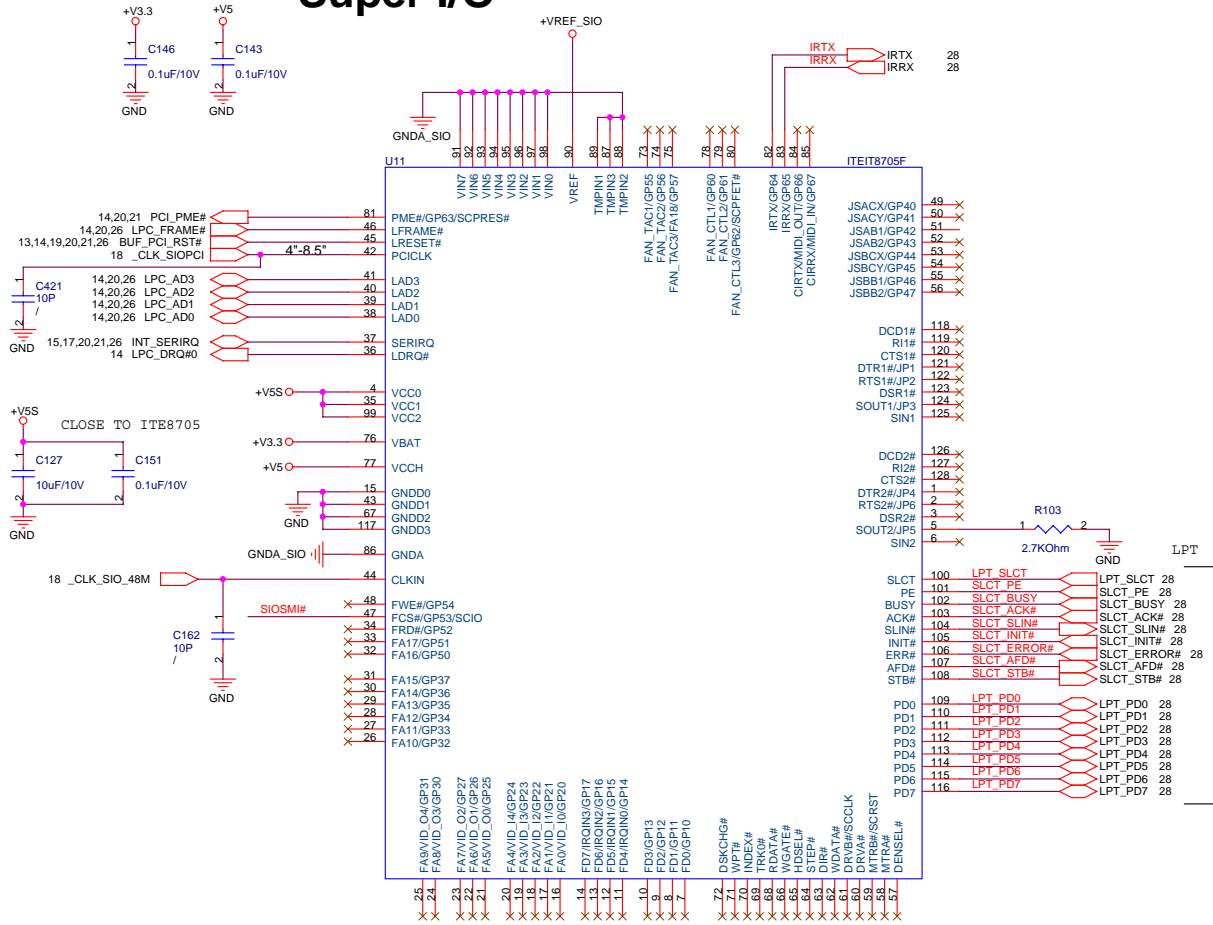 Super I/O
+V3.3
+V5
+VREF_SIO
1
C146
0.1uF/10V
2
GND
1
C143
0.1uF/10V
2
GND
IRTX
IRTX 28
IRRX
IRRX 28
GNDA_SIO
91 92 93 94 95 96 97 98 90 89 87 88 73 74 75 78 79 80 82 83 84 85
U11
ITEIT8705F
VIN7
VIN6
VIN5
VIN4
VIN3
VIN2
VIN1
VIN0
VREF
TMPIN1
TMPIN3
TMPIN2
FAN_TAC1/GP55
FAN_TAC2/GP56
FAN_TAC3/FA18/GP57
FAN_CTL1/GP60
FAN_CTL2/GP61
FAN_CTL3/GP62/SCPFET#
IRTX/GP64
IRRX/GP65
CIRTX/MIDI_OUT/GP66
CIRRX/MIDI_IN/GP67
14,20,21 PCI_PME# 81 PME#/GP63/SCPRES#
14,20,26 LPC_FRAME# 46 LFRAME#
13,14,19,20,21,26 BUF_PCI_RST# 45 LRESET#
18 _CLK_SIOPCI 4"-8.5" 42 PCICLK
1
C421
10P
/
2
GND
14,20,26 LPC_AD3 41 LAD3
14,20,26 LPC_AD2 40 LAD2
14,20,26 LPC_AD1 39 LAD1
14,20,26 LPC_AD0 38 LAD0
15,17,20,21,26 INT_SERIRQ 37 SERIRQ
14 LPC_DRQ#0 36 LDRQ#
+V5S 4 VCC0
35 VCC1
99 VCC2
+V3.3 76 VBAT
+V5 77 VCCH
15 GNDD0
43 GNDD1
67 GNDD2
117 GNDD3
GND
GNDA_SIO 86 GNDA
18 _CLK_SIO_48M 44 CLKIN
+V5S
CLOSE TO ITE8705
1
C127
10uF/10V
2
1
C151
0.1uF/10V
2
GND
1
C162
10P
/
2
GND
48 FWE#/GP54
SIOSMI# 47 FCS#/GP53/SCIO
34 FRD#/GP52
33 FA17/GP51
32 FA16/GP50
31 FA15/GP37
30 FA14/GP36
29 FA13/GP35
28 FA12/GP34
27 FA11/GP33
26 FA10/GP32
JSACX/GP40 49
JSACY/GP41 50
JSAB1/GP42 51
JSAB2/GP43 52
JSBCX/GP44 53
JSBCY/GP45 54
JSBB1/GP46 55
JSBB2/GP47 56
DCD1# 118
RI1# 119
CTS1# 120
DTR1#/JP1 121
RTS1#/JP2 122
DSR1# 123
SOUT1/JP3 124
SIN1 125
DCD2# 126
RI2# 127
CTS2# 128
DTR2#/JP4 1
RTS2#/JP6 2
DSR2# 3
SOUT2/JP5 5
SIN2 6
R103
1 2
2.7KOhm
GND
LPT
SLCT 100 LPT_SLCT LPT_SLCT 28
PE 101 SLCT_PE SLCT_PE 28
BUSY 102 SLCT_BUSY SLCT_BUSY 28
ACK# 103 SLCT_ACK# SLCT_ACK# 28
SLIN# 104 SLCT_SLIN# SLCT_SLIN# 28
INIT# 105 SLCT_INIT# SLCT_INIT# 28
ERR# 106 SLCT_ERROR# SLCT_ERROR# 28
AFD# 107 SLCT_AFD# SLCT_AFD# 28
STB# 108 SLCT_STB# SLCT_STB# 28
PD0 109 LPT_PD0 LPT_PD0 28
PD1 110 LPT_PD1 LPT_PD1 28
PD2 111 LPT_PD2 LPT_PD2 28
PD3 112 LPT_PD3 LPT_PD3 28
PD4 113 LPT_PD4 LPT_PD4 28
PD5 114 LPT_PD5 LPT_PD5 28
PD6 115 LPT_PD6 LPT_PD6 28
PD7 116 LPT_PD7 LPT_PD7 28
FA9/VID_O4/GP31
FA8/VID_O3/GP30
FA7/VID_O2/GP27
FA6/VID_O1/GP26
FA5/VID_O0/GP25
FA4/VID_I4/GP24
FA3/VID_I3/GP23
FA2/VID_I2/GP22
FA1/VID_I1/GP21
FA0/VID_I0/GP20
FD7/IRQIN3/GP17
FD6/IRQIN2/GP16
FD5/IRQIN1/GP15
FD4/IRQIN0/GP14
FD3/GP13
FD2/GP12
FD1/GP11
FD0/GP10
DSKCHG#
WPT#
INDEX#
TRK0#
RDATA#
WGATE#
HDSEL#
STEP#
DIR#
WDATA#
DRVB#/SCCLK
DRVA#
MTRB#/SCRST
MTRA#
DENSEL#
25 24 23 22 21 20 19 18 17 16 14 13 12 11 10 9 8 7 72 71 70 69 68 66 65 64 63 62 61 60 59 58 57